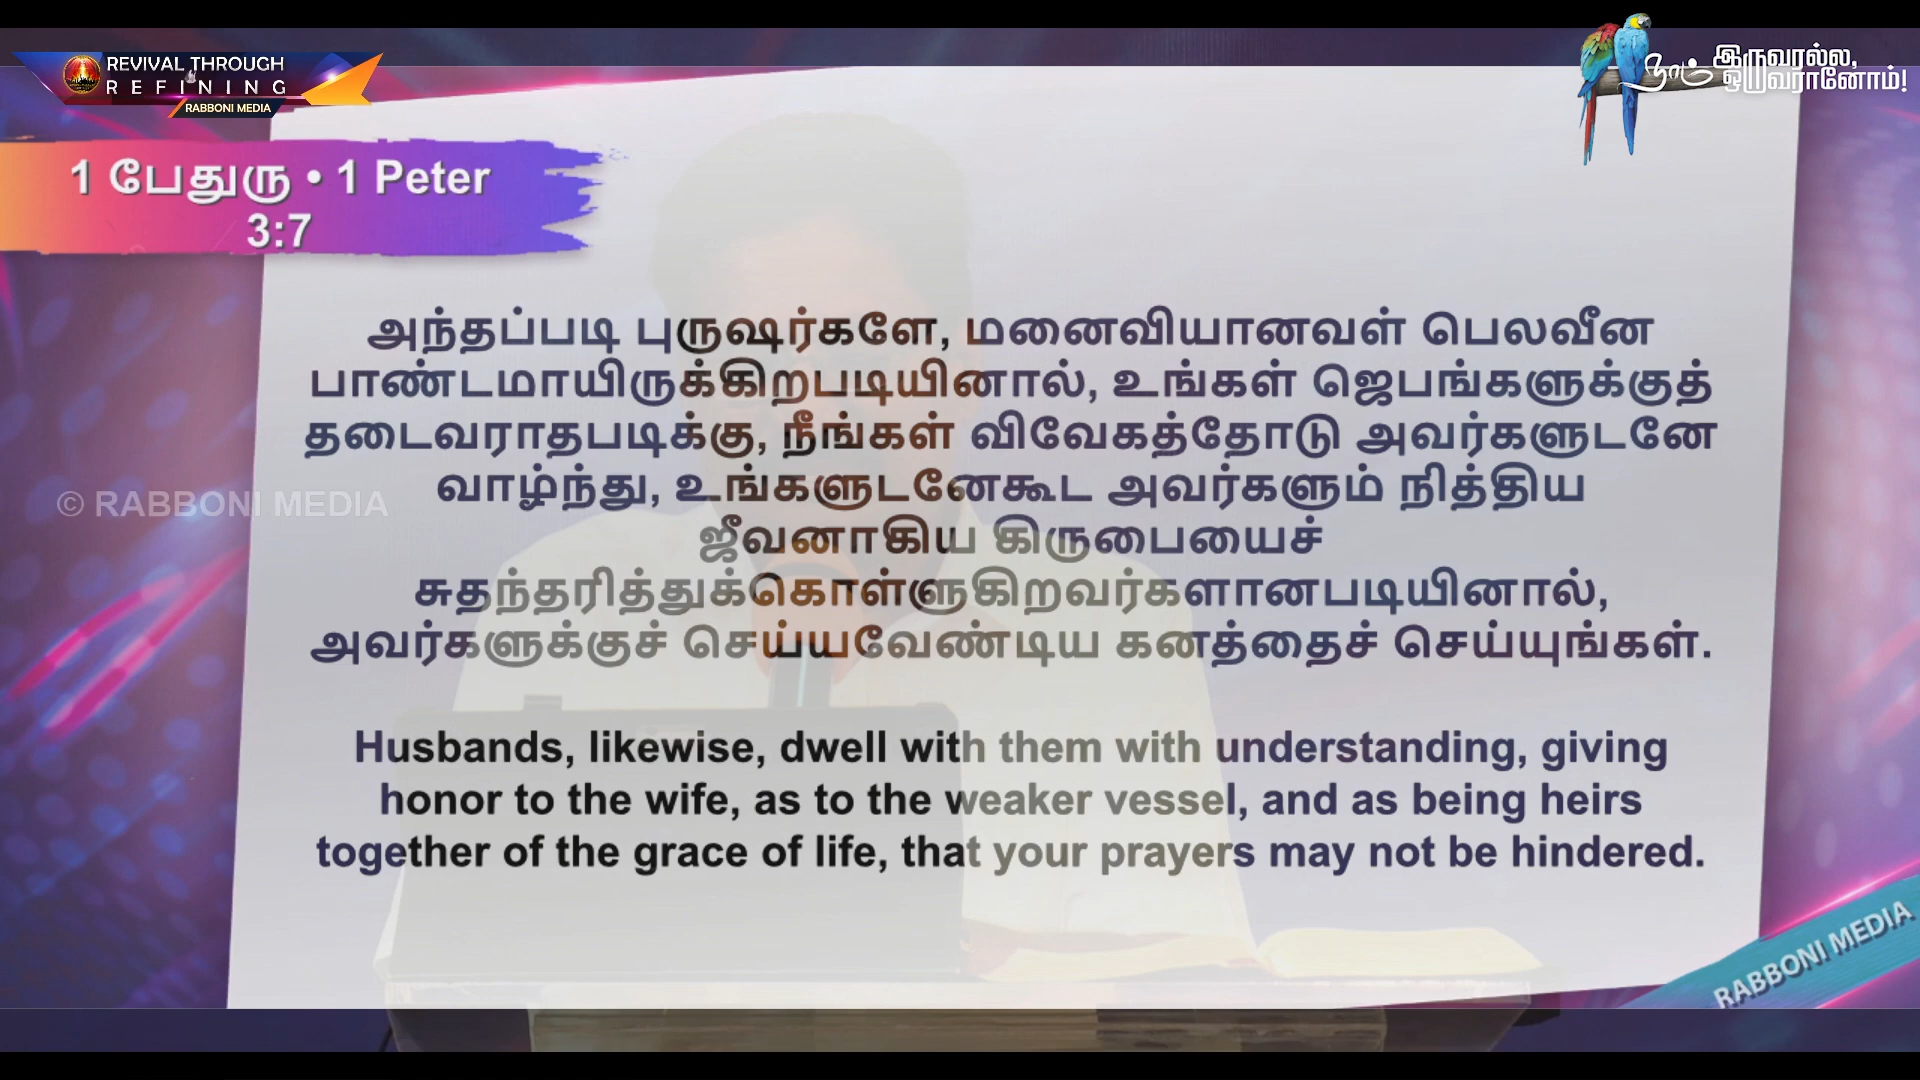 REVIVAL THROUGH
REFINING
RABBONI MEDIA
நாம் இருவரல்ல,
ஒருவரானோம்!
1 பேதுரு • 1 Peter
3:7
அந்தப்படி புருஷர்களே, மனைவியானவள் பெலவீன
பாண்டமாயிருக்கிறபடியினால், உங்கள் ஜெபங்களுக்குத்
தடைவராதபடிக்கு, நீங்கள் விவேகத்தோடு அவர்களுடனே
வாழ்ந்து, உங்களுடனேகூட அவர்களும் நித்திய
ஜீவனாகிய கிருபையைச்
சுதந்தரித்துக்கொள்ளுகிறவர்களானபடியினால்,
அவர்களுக்குச் செய்யவேண்டிய கனத்தைச் செய்யுங்கள்.
© RABBONI MEDIA
Husbands, likewise, dwell with them with understanding, giving
honor to the wife, as to the weaker vessel, and as being heirs
together of the grace of life, that your prayers may not be hindered.
RABBONI MEDIA